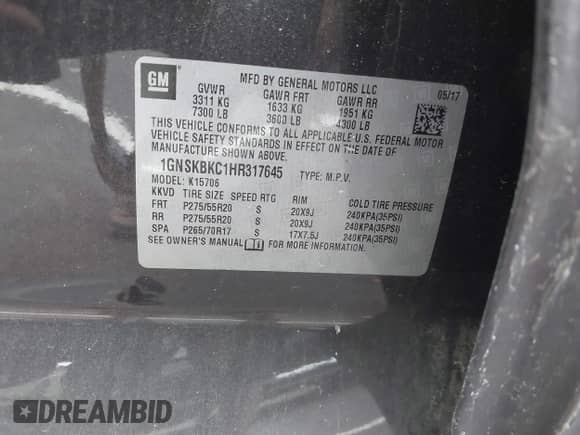 GM
MFD BY GENERAL MOTORS LLC
05/17
GVWR GAWR FRT GAWR RR
3311 KG 1633 KG 1951 KG
7300 LB 3600 LB 4300 LB
THIS VEHICLE CONFORMS TO ALL APPLICABLE U.S. FEDERAL MOTOR
VEHICLE SAFETY STANDARDS IN EFFECT ON THE DATE OF
MANUFACTURE SHOWN ABOVE.
1GNSKBKC1HR317645 TYPE: M.P.V.
MODEL: K15706
KKVD TIRE SIZE SPEED RTG RIM COLD TIRE PRESSURE
FRT P275/55R20 S 20X9J 240KPA(35PSI)
RR P275/55R20 S 20X9J 240KPA(35PSI)
SPA P265/70R17 S 17X7.5J 240KPA(35PSI)
SEE OWNER'S MANUAL FOR MORE INFORMATION.
DREAMBID